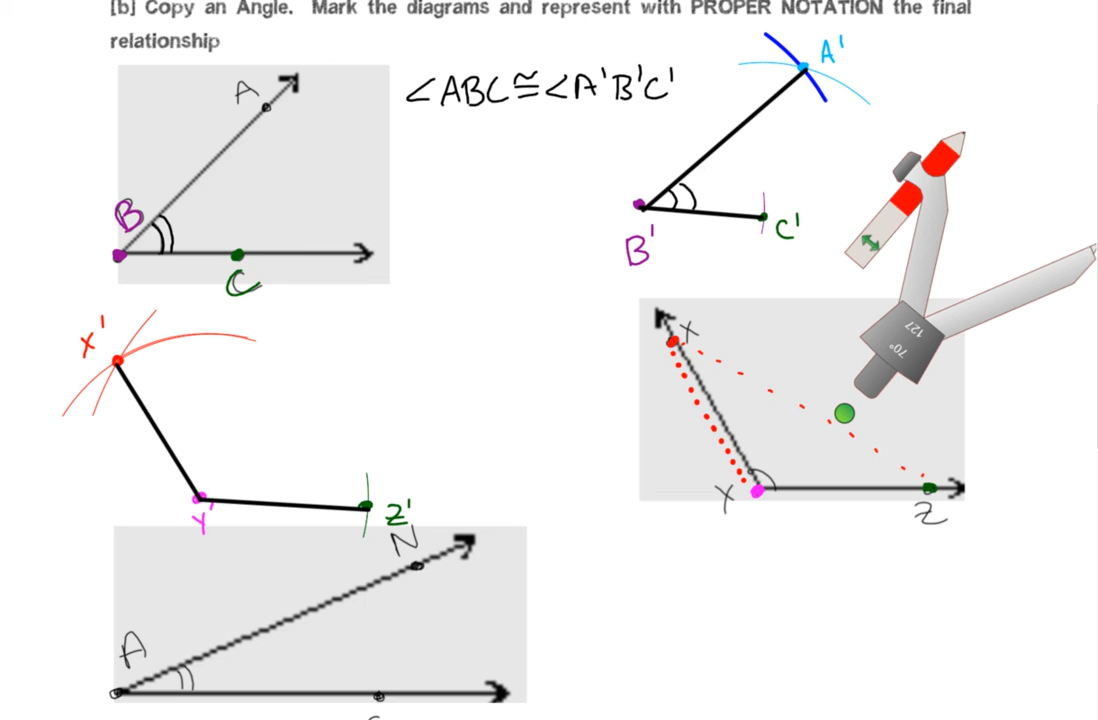 [b] Copy an Angle. Mark the diagrams and represent with PROPER NOTATION the final
relationship
A
∠ABC≅∠A'B'C'
A'
B
C
B'
C'
127
70°
X'
X
Y'
Z'
Y
Z
N
A